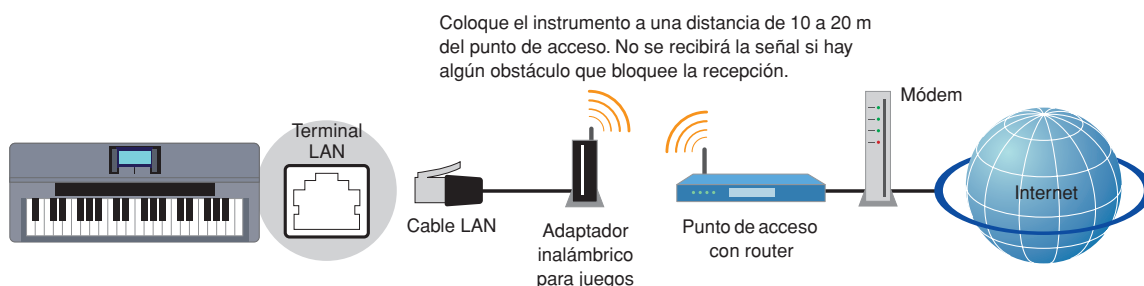 Coloque el instrumento a una distancia de 10 a 20 m
del punto de acceso. No se recibirá la señal si hay
algún obstáculo que bloquee la recepción.
Módem
Terminal
LAN
Internet
Cable LAN
Adaptador
inalámbrico
para juegos
Punto de acceso
con router